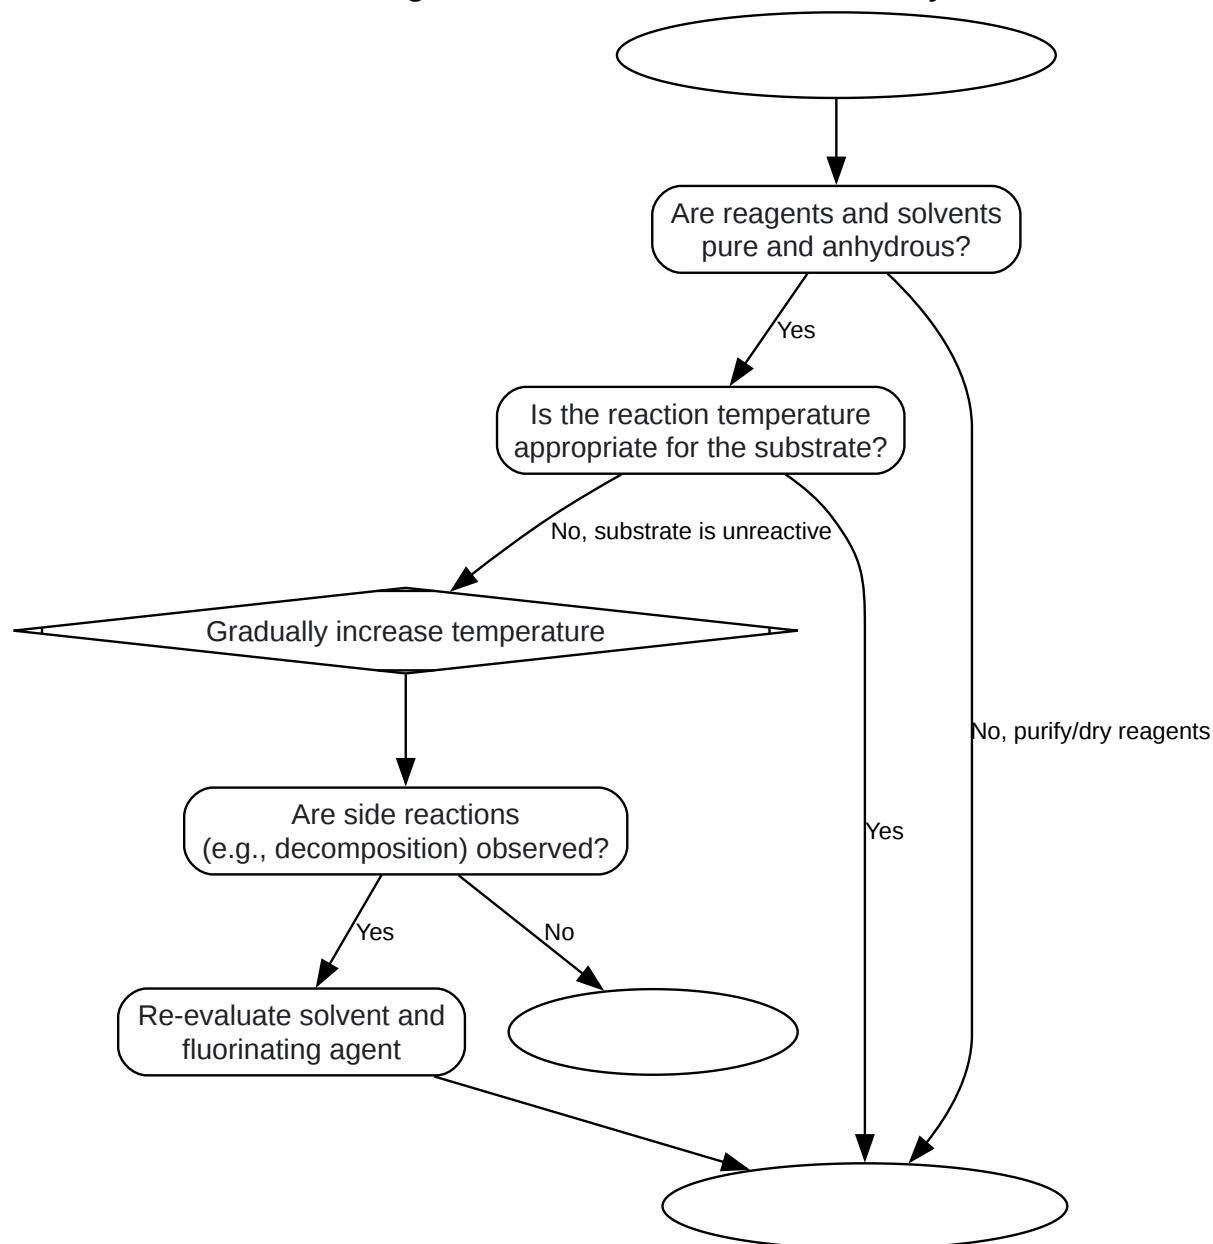 Are reagents and solvents
pure and anhydrous?
Yes
Is the reaction temperature
appropriate for the substrate?
No, substrate is unreactive
Gradually increase temperature
No, purify/dry reagents
Are side reactions
(e.g., decomposition) observed?
Yes
Yes
No
Re-evaluate solvent and
fluorinating agent